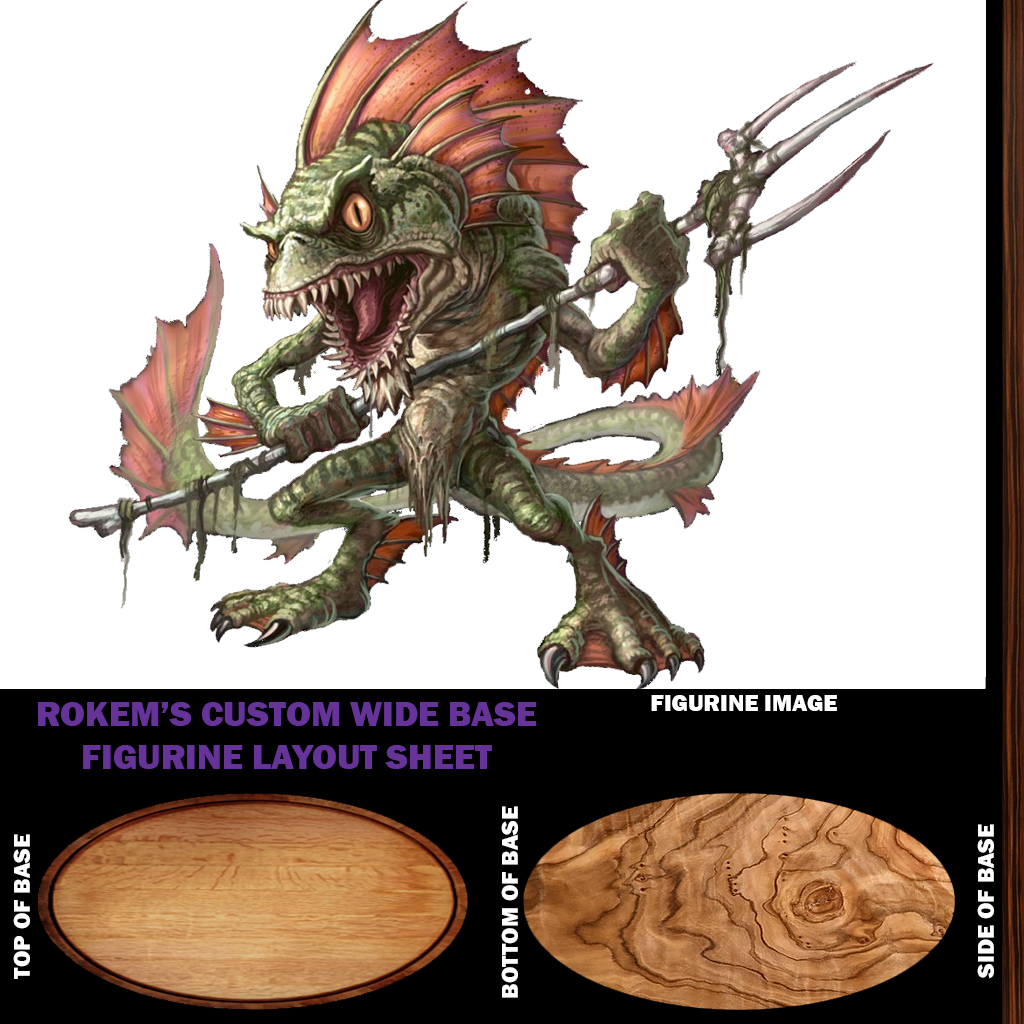 FIGURINE IMAGE
ROKEM'S CUSTOM WIDE BASE
FIGURINE LAYOUT SHEET
TOP OF BASE
BOTTOM OF BASE
SIDE OF BASE